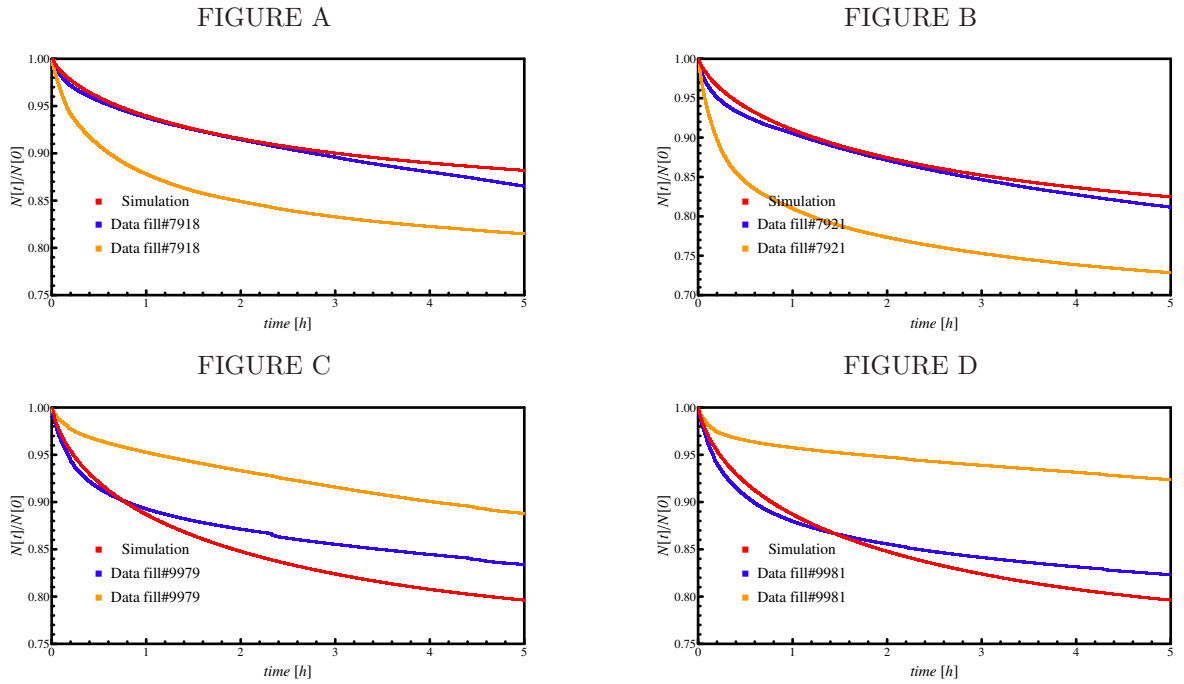 FIGURE A
1.00
0.95
0.90
0.85
0.80
0.75
N[t]/N[0]
Simulation
Data fill#7918
Data fill#7918
0 1 2 3 4 5
time [h]
FIGURE B
1.00
0.95
0.90
0.85
0.80
0.75
0.70
N[t]/N[0]
Simulation
Data fill#7921
Data fill#7921
0 1 2 3 4 5
time [h]
FIGURE C
1.00
0.95
0.90
0.85
0.80
0.75
N[t]/N[0]
Simulation
Data fill#9979
Data fill#9979
0 1 2 3 4 5
time [h]
FIGURE D
1.00
0.95
0.90
0.85
0.80
0.75
N[t]/N[0]
Simulation
Data fill#9981
Data fill#9981
0 1 2 3 4 5
time [h]